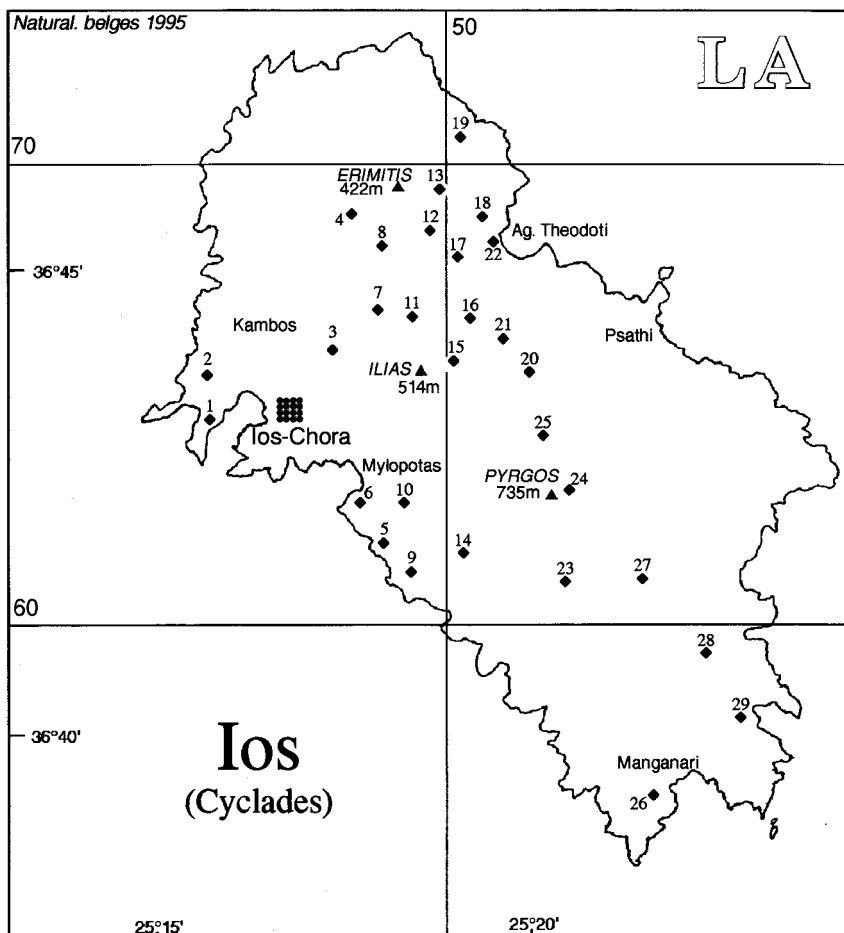 Natural. belges 1995
50
LA
19
70
ERIMITIS
422m
13
4
18
12
8
Ag. Theodoti
22
17
36°45'
7
11
16
Kambos
3
21
Psathi
15
2
ILIAS
514m
20
1
Ios-Chora
25
Mylopotas
PYRGOS
735m
24
6
10
5
14
9
23
27
60
28
29
Ios
(Cyclades)
36°40'
Manganari
26
25°15'
25°20'